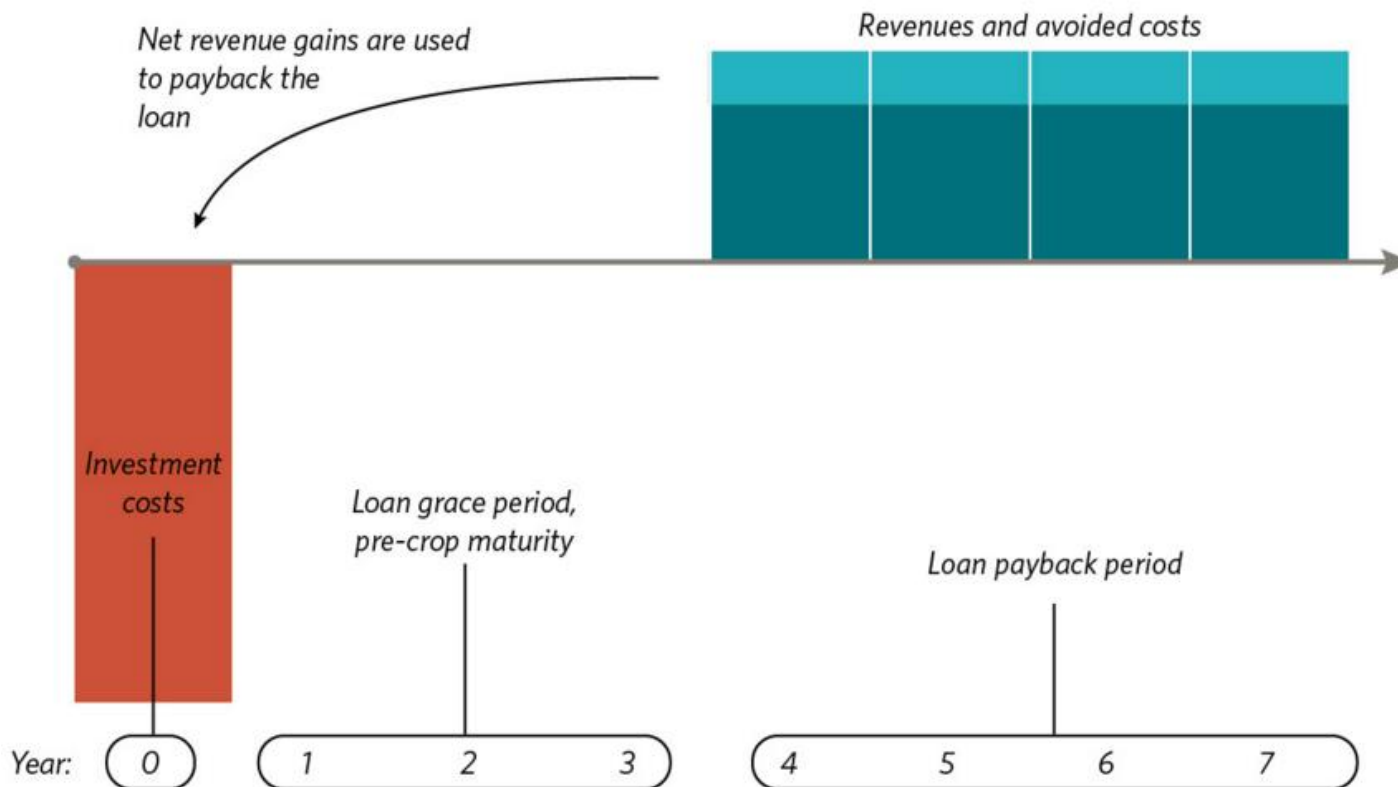 Net revenue gains are used
to payback the
loan
Revenues and avoided costs
Investment
costs
Loan grace period,
pre-crop maturity
Loan payback period
Year: 0 1 2 3 4 5 6 7